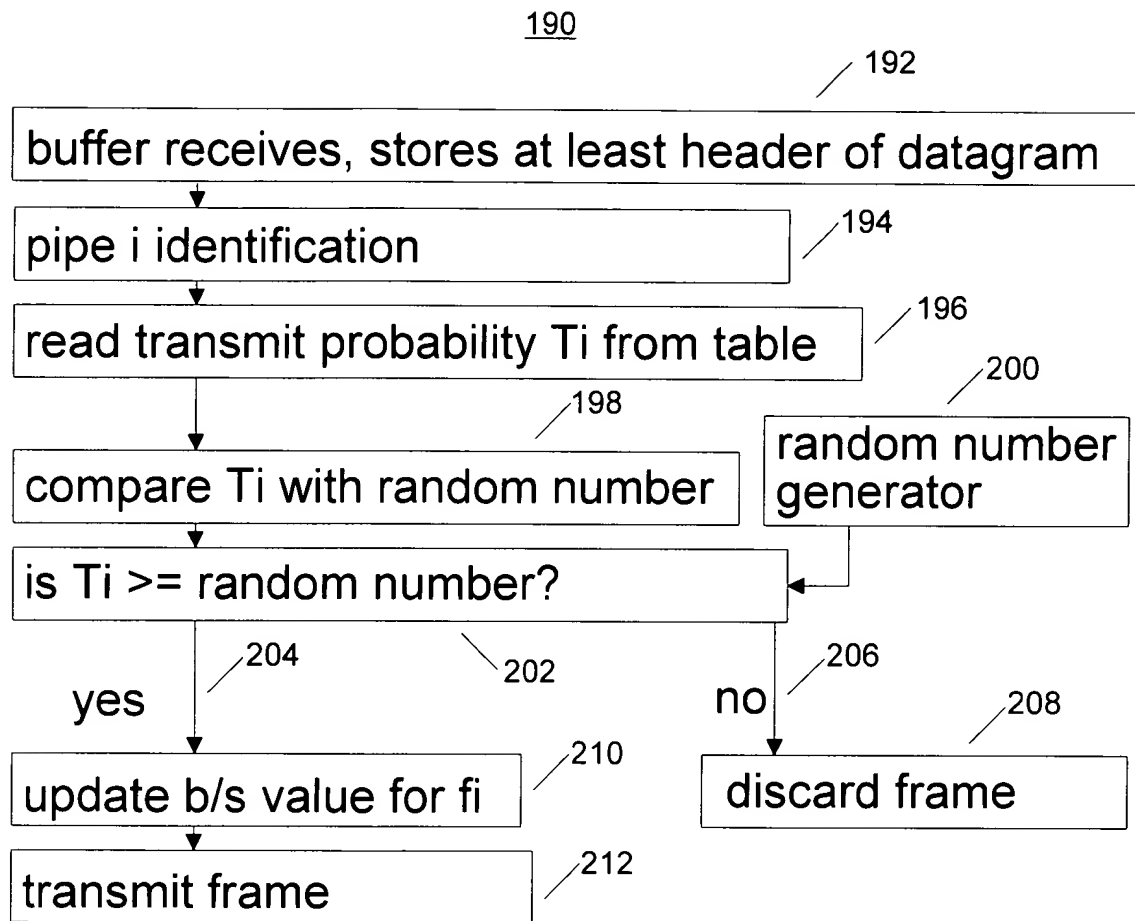 190
192
buffer receives, stores at least header of datagram
194
pipe i identification
196
read transmit probability Ti from table
198
200
compare Ti with random number
random number
generator
is Ti >= random number?
204
202
206
yes
no
208
210
update b/s value for fi
discard frame
212
transmit frame